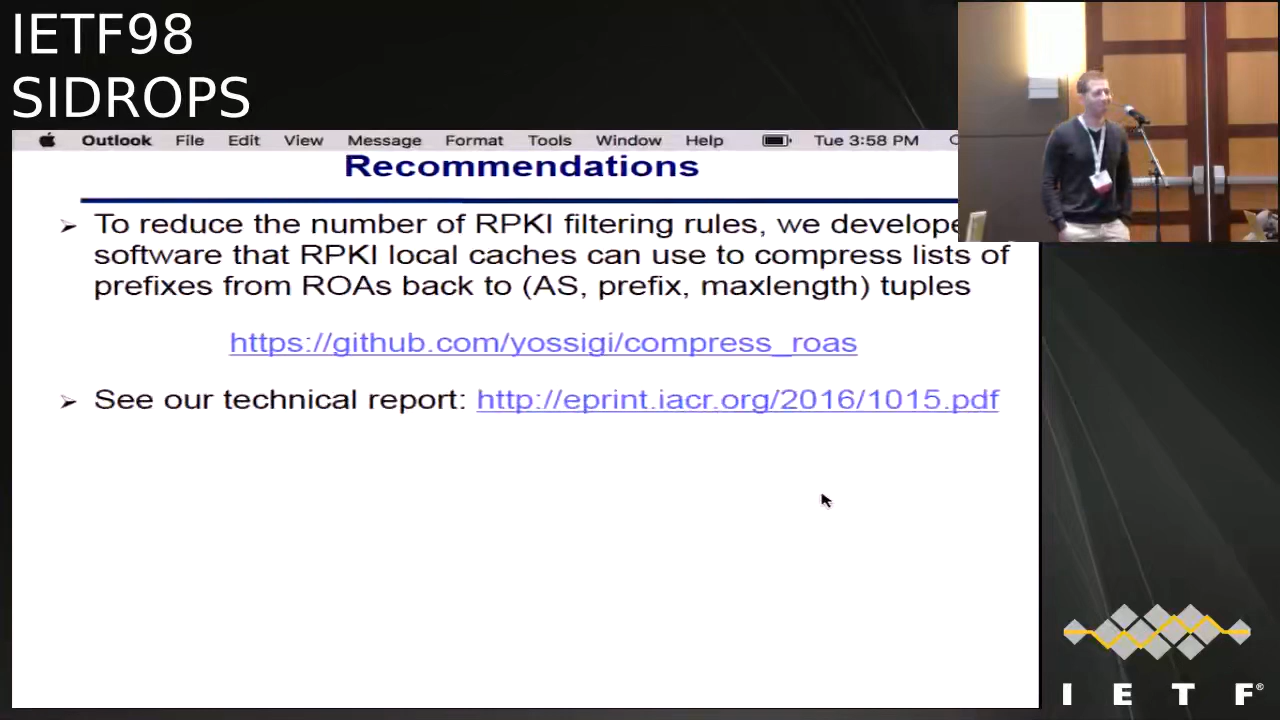 IETF98
SIDROPS
Outlook File Edit View Message Format Tools Window Help Tue 3:58 PM
Recommendations
➢ To reduce the number of RPKI filtering rules, we develope
software that RPKI local caches can use to compress lists of
prefixes from ROAs back to (AS, prefix, maxlength) tuples
https://github.com/yossigi/compress_roas
➢ See our technical report: http://eprint.iacr.org/2016/1015.pdf
I E T F®